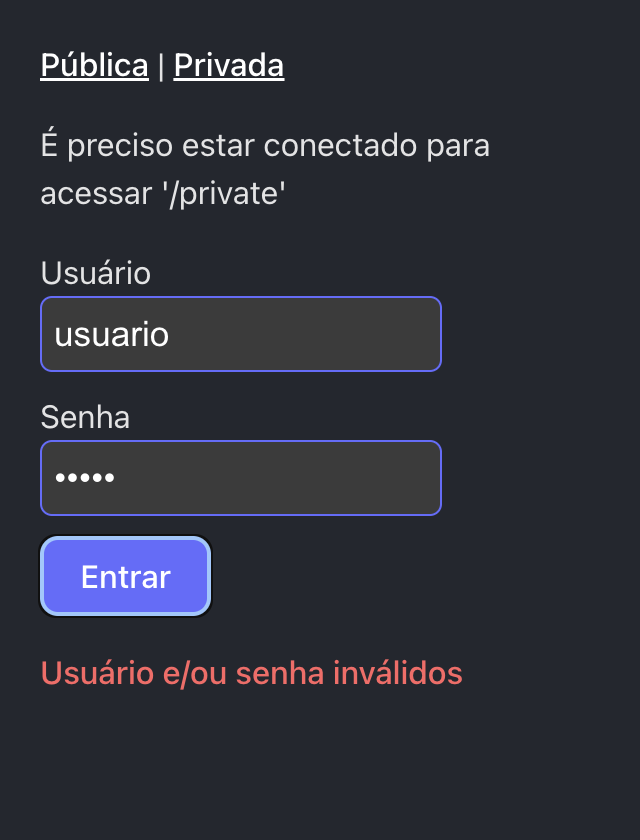 Pública | Privada
É preciso estar conectado para
acessar '/private'
Usuário
usuario
Senha
•••••
Entrar
Usuário e/ou senha inválidos